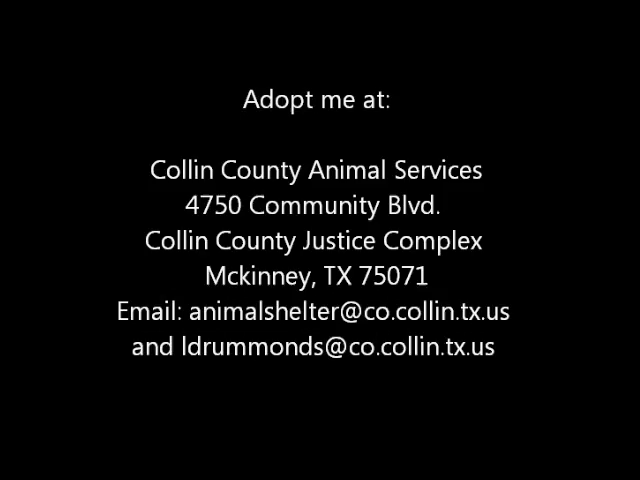 Adopt me at:
Collin County Animal Services
4750 Community Blvd.
Collin County Justice Complex
Mckinney, TX 75071
Email: animalshelter@co.collin.tx.us
and ldrummonds@co.collin.tx.us